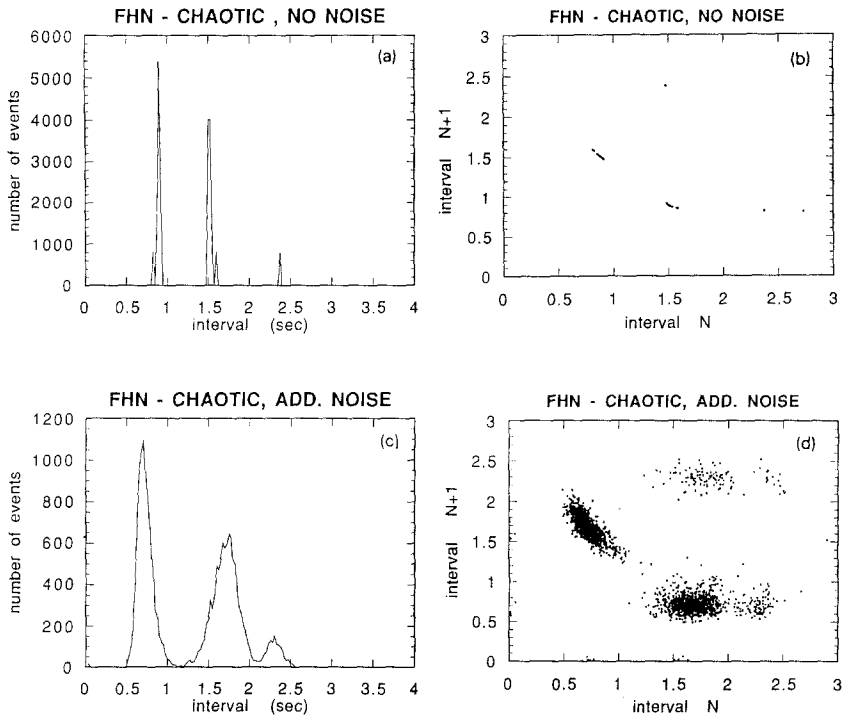 FHN - CHAOTIC , NO NOISE
(a)
number of events
6000
5000
4000
3000
2000
1000
0
0 0.5 1 1.5 2 2.5 3 3.5 4
interval (sec)
FHN - CHAOTIC, NO NOISE
(b)
interval N+1
3
2.5
2
1.5
1
0.5
0
0 0.5 1 1.5 2 2.5 3
interval N
FHN - CHAOTIC, ADD. NOISE
(c)
number of events
1200
1000
800
600
400
200
0
0 0.5 1 1.5 2 2.5 3 3.5 4
interval (sec)
FHN - CHAOTIC, ADD. NOISE
(d)
interval N+1
3
2.5
2
1.5
1
0.5
0
0 0.5 1 1.5 2 2.5 3
interval N